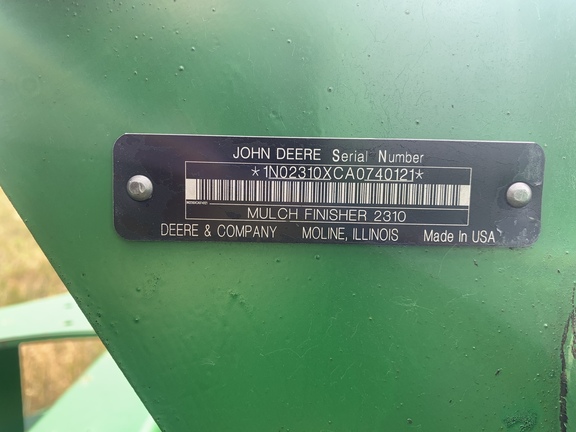 JOHN DEERE Serial Number
*1N02310XCA0740121*
MULCH FINISHER 2310
DEERE & COMPANY MOLINE, ILLINOIS Made In USA